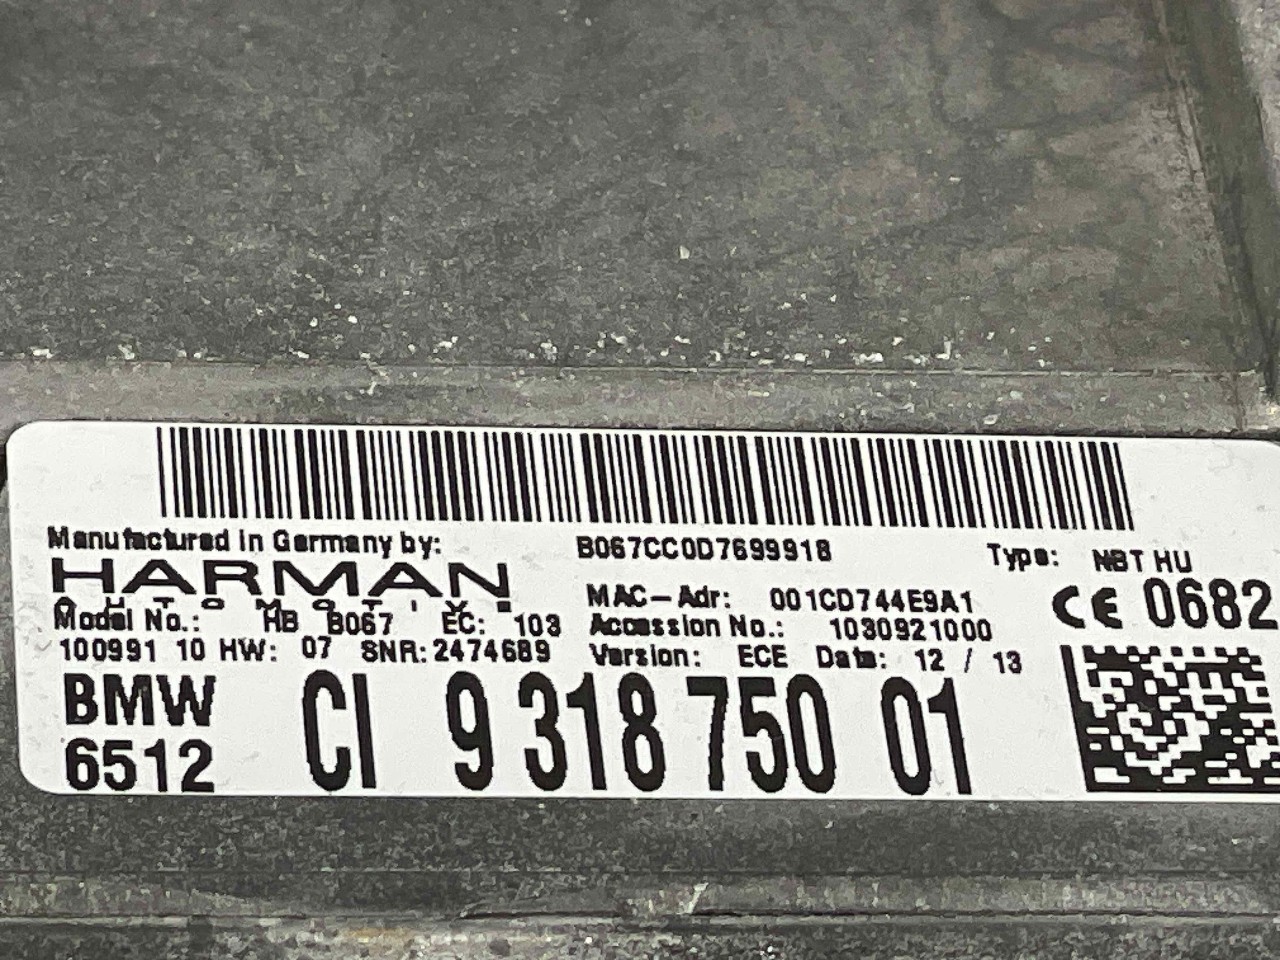 Manufactured in Germany by:
HARMAN
AUTOMOTIVE
B067CC0D7699918
Type: NBT HU
MAC-Adr: 001CD744E9A1
CE 0682
Model No.: HB B067 EC: 103
Accession No.: 1030921000
100991 10 HW: 07 SNR: 2474689
Version: ECE Data: 12 / 13
BMW
6512
CI 9 318 750 01